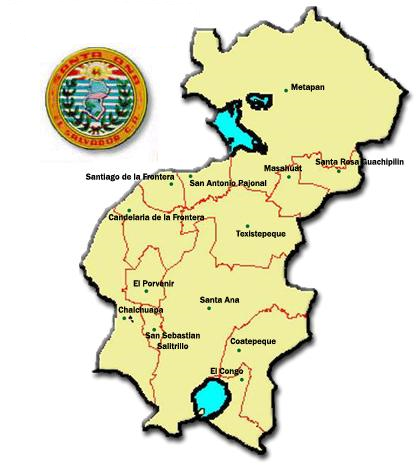 SANTA ANA
EL SALVADOR C.A.
Metapan
Santa Rosa Guachipilin
Masahuat
Santiago de la Frontera
San Antonio Pajonal
Candelaria de la Frontera
Texistepeque
El Porvenir
Santa Ana
Chalchuapa
San Sebastian
Salitrillo
Coatepeque
El Congo